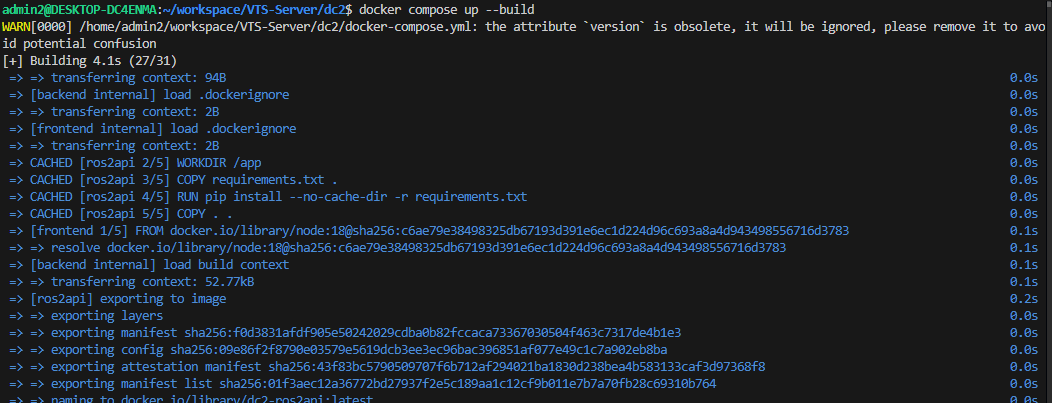 admin2@DESKTOP-DC4ENMA:~/workspace/VTS-Server/dc2$ docker compose up --build
WARN[0000] /home/admin2/workspace/VTS-Server/dc2/docker-compose.yml: the attribute `version` is obsolete, it will be ignored, please remove it to avo
id potential confusion
[+] Building 4.1s (27/31)
=> => transferring context: 94B 0.0s
=> [backend internal] load .dockerignore 0.0s
=> => transferring context: 2B 0.0s
=> [frontend internal] load .dockerignore 0.0s
=> => transferring context: 2B 0.0s
=> CACHED [ros2api 2/5] WORKDIR /app 0.0s
=> CACHED [ros2api 3/5] COPY requirements.txt . 0.0s
=> CACHED [ros2api 4/5] RUN pip install --no-cache-dir -r requirements.txt 0.0s
=> CACHED [ros2api 5/5] COPY . . 0.0s
=> [frontend 1/5] FROM docker.io/library/node:18@sha256:c6ae79e38498325db67193d391e6ec1d224d96c693a8a4d943498556716d3783 0.1s
=> => resolve docker.io/library/node:18@sha256:c6ae79e38498325db67193d391e6ec1d224d96c693a8a4d943498556716d3783 0.1s
=> [backend internal] load build context 0.1s
=> => transferring context: 52.77kB 0.1s
=> [ros2api] exporting to image 0.2s
=> => exporting layers 0.0s
=> => exporting manifest sha256:f0d3831afdf905e50242029cdba0b82fccaca73367030504f463c7317de4b1e3 0.0s
=> => exporting config sha256:09e86f2f8790e03579e5619dcb3ee3ec96bac396851af077e49c1c7a902eb8ba 0.0s
=> => exporting attestation manifest sha256:43f83bc5790509707f6b712af294021ba1830d238bea4b583133caf3d97368f8 0.0s
=> => exporting manifest list sha256:01f3aec12a36772bd27937f2e5c189aa1c12cf9b011e7b7a70fb28c69310b764 0.0s
=> => naming to docker.io/library/dc2-ros2api:latest 0.0s